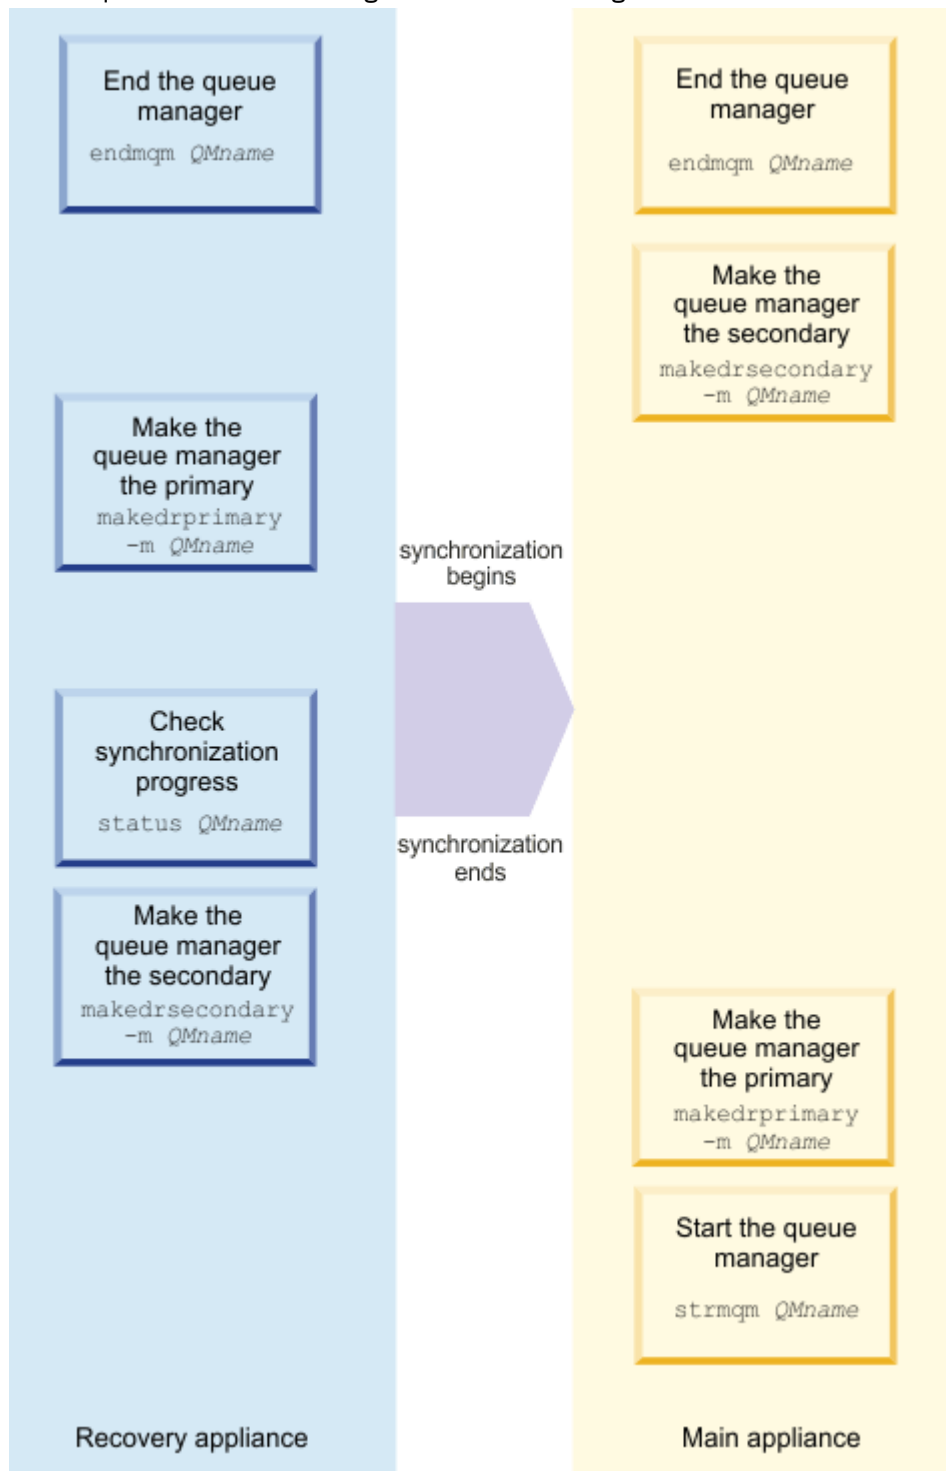 End the queue
manager
endmqm QMname
End the queue
manager
endmqm QMname
Make the
queue manager
the secondary
makedrsecondary
-m QMname
Make the
queue manager
the primary
makedrprimary
-m QMname
synchronization
begins
Check
synchronization
progress
status QMname
synchronization
ends
Make the
queue manager
the secondary
makedrsecondary
-m QMname
Make the
queue manager
the primary
makedrprimary
-m QMname
Start the queue
manager
strmqm QMname
Recovery appliance
Main appliance